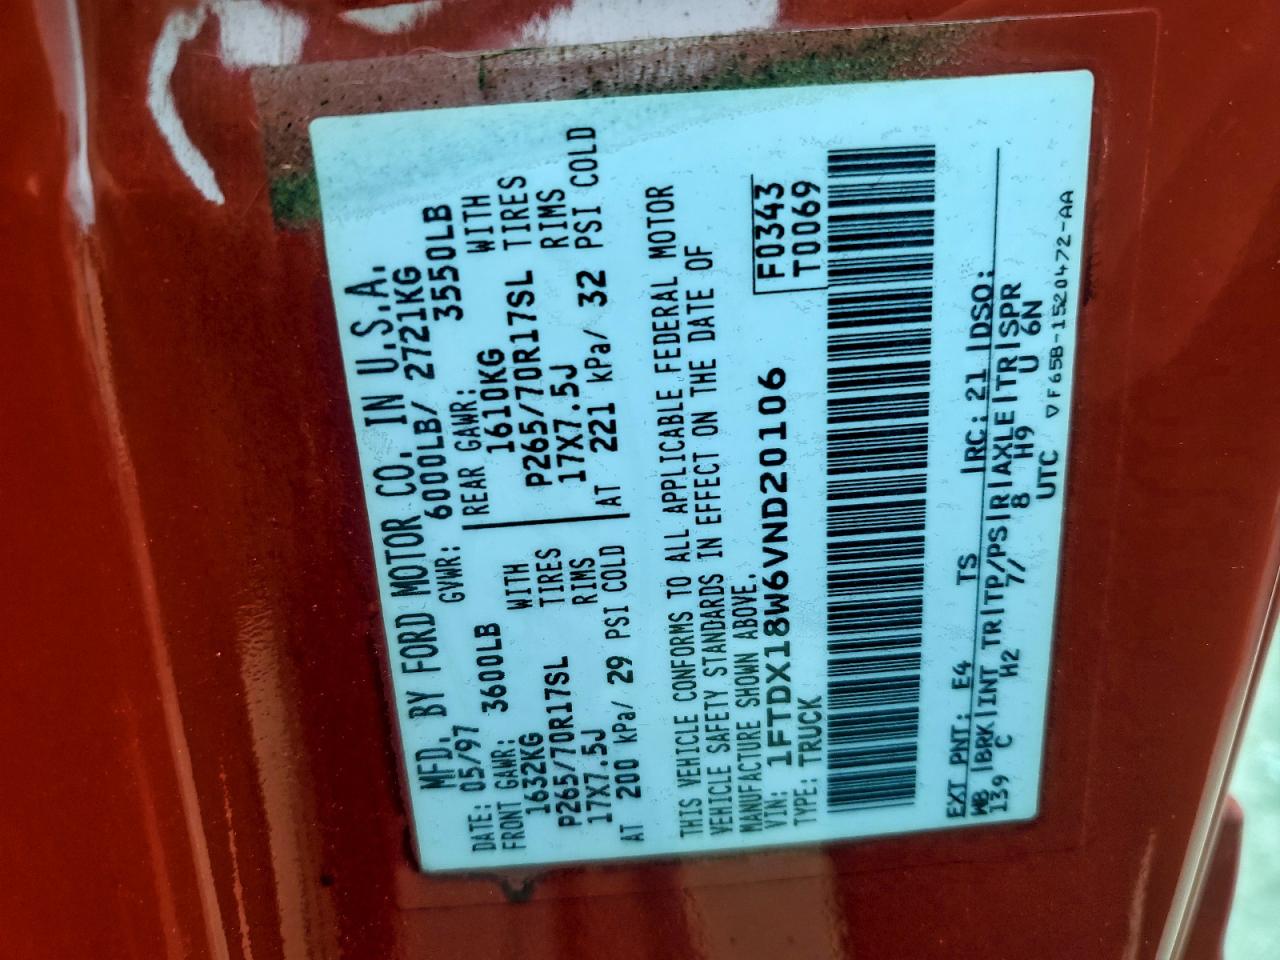 MFD. BY FORD MOTOR CO. IN U.S.A.
DATE: 05/97 GVWR: 6000LB/ 2721KG
FRONT GAWR: 3600LB REAR GAWR: 3550LB
1632KG WITH 1610KG WITH
P265/70R17SL TIRES P265/70R17SL TIRES
17X7.5J RIMS 17X7.5J RIMS
AT 200 kPa/ 29 PSI COLD AT 221 kPa/ 32 PSI COLD
THIS VEHICLE CONFORMS TO ALL APPLICABLE FEDERAL MOTOR
VEHICLE SAFETY STANDARDS IN EFFECT ON THE DATE OF
MANUFACTURE SHOWN ABOVE.
VIN: 1FTDX18W6VND20106 F0343
TYPE: TRUCK T0069
EXT PNT: E4 TS RC: 21 DSO:
WB BRK INT TR TP/PS R AXLE TR SPR
139 C H2 7/ 8 H9 U 6N
UTC
▽F65B-1520472-AA